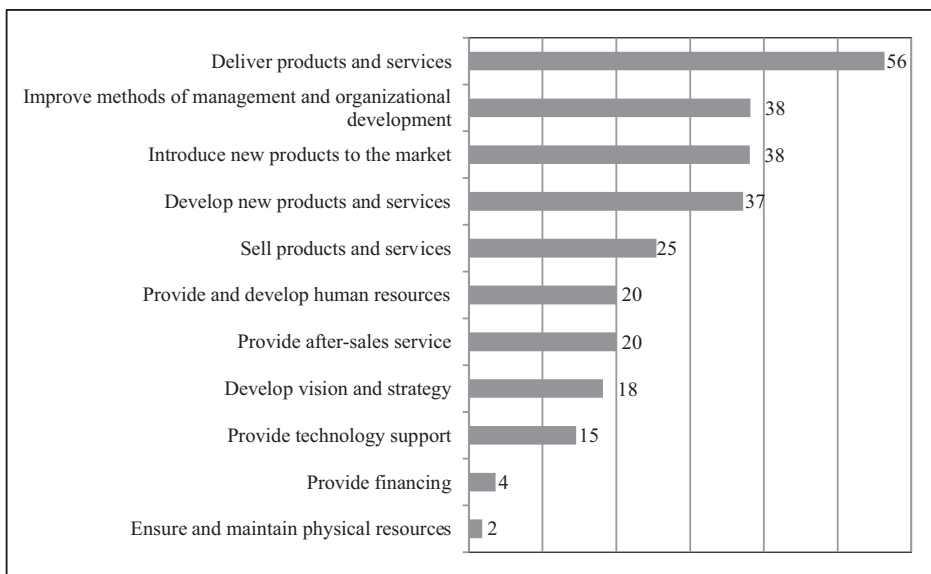 Deliver products and services 56
Improve methods of management and organizational
development 38
Introduce new products to the market 38
Develop new products and services 37
Sell products and services 25
Provide and develop human resources 20
Provide after-sales service 20
Develop vision and strategy 18
Provide technology support 15
Provide financing 4
Ensure and maintain physical resources 2